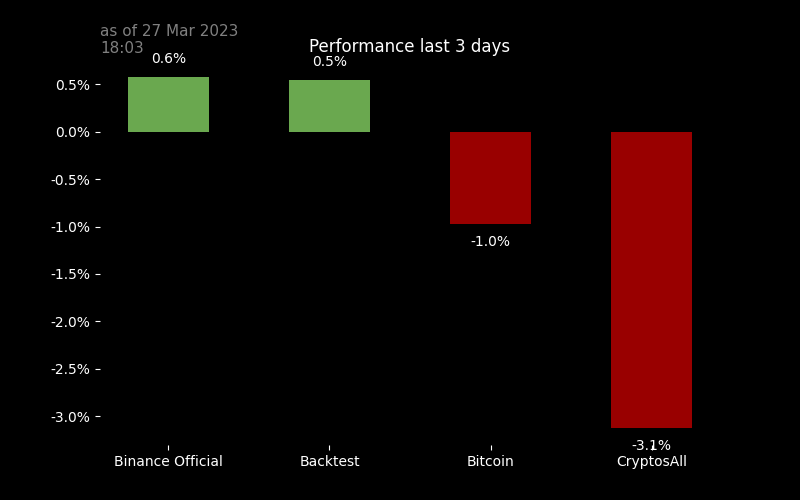 as of 27 Mar 2023
18:03
Performance last 3 days
0.6%
0.5%
0.5%
0.0%
-0.5%
-1.0%
-1.0%
-1.5%
-2.0%
-2.5%
-3.0%
-3.1%
Binance Official
Backtest
Bitcoin
CryptosAll